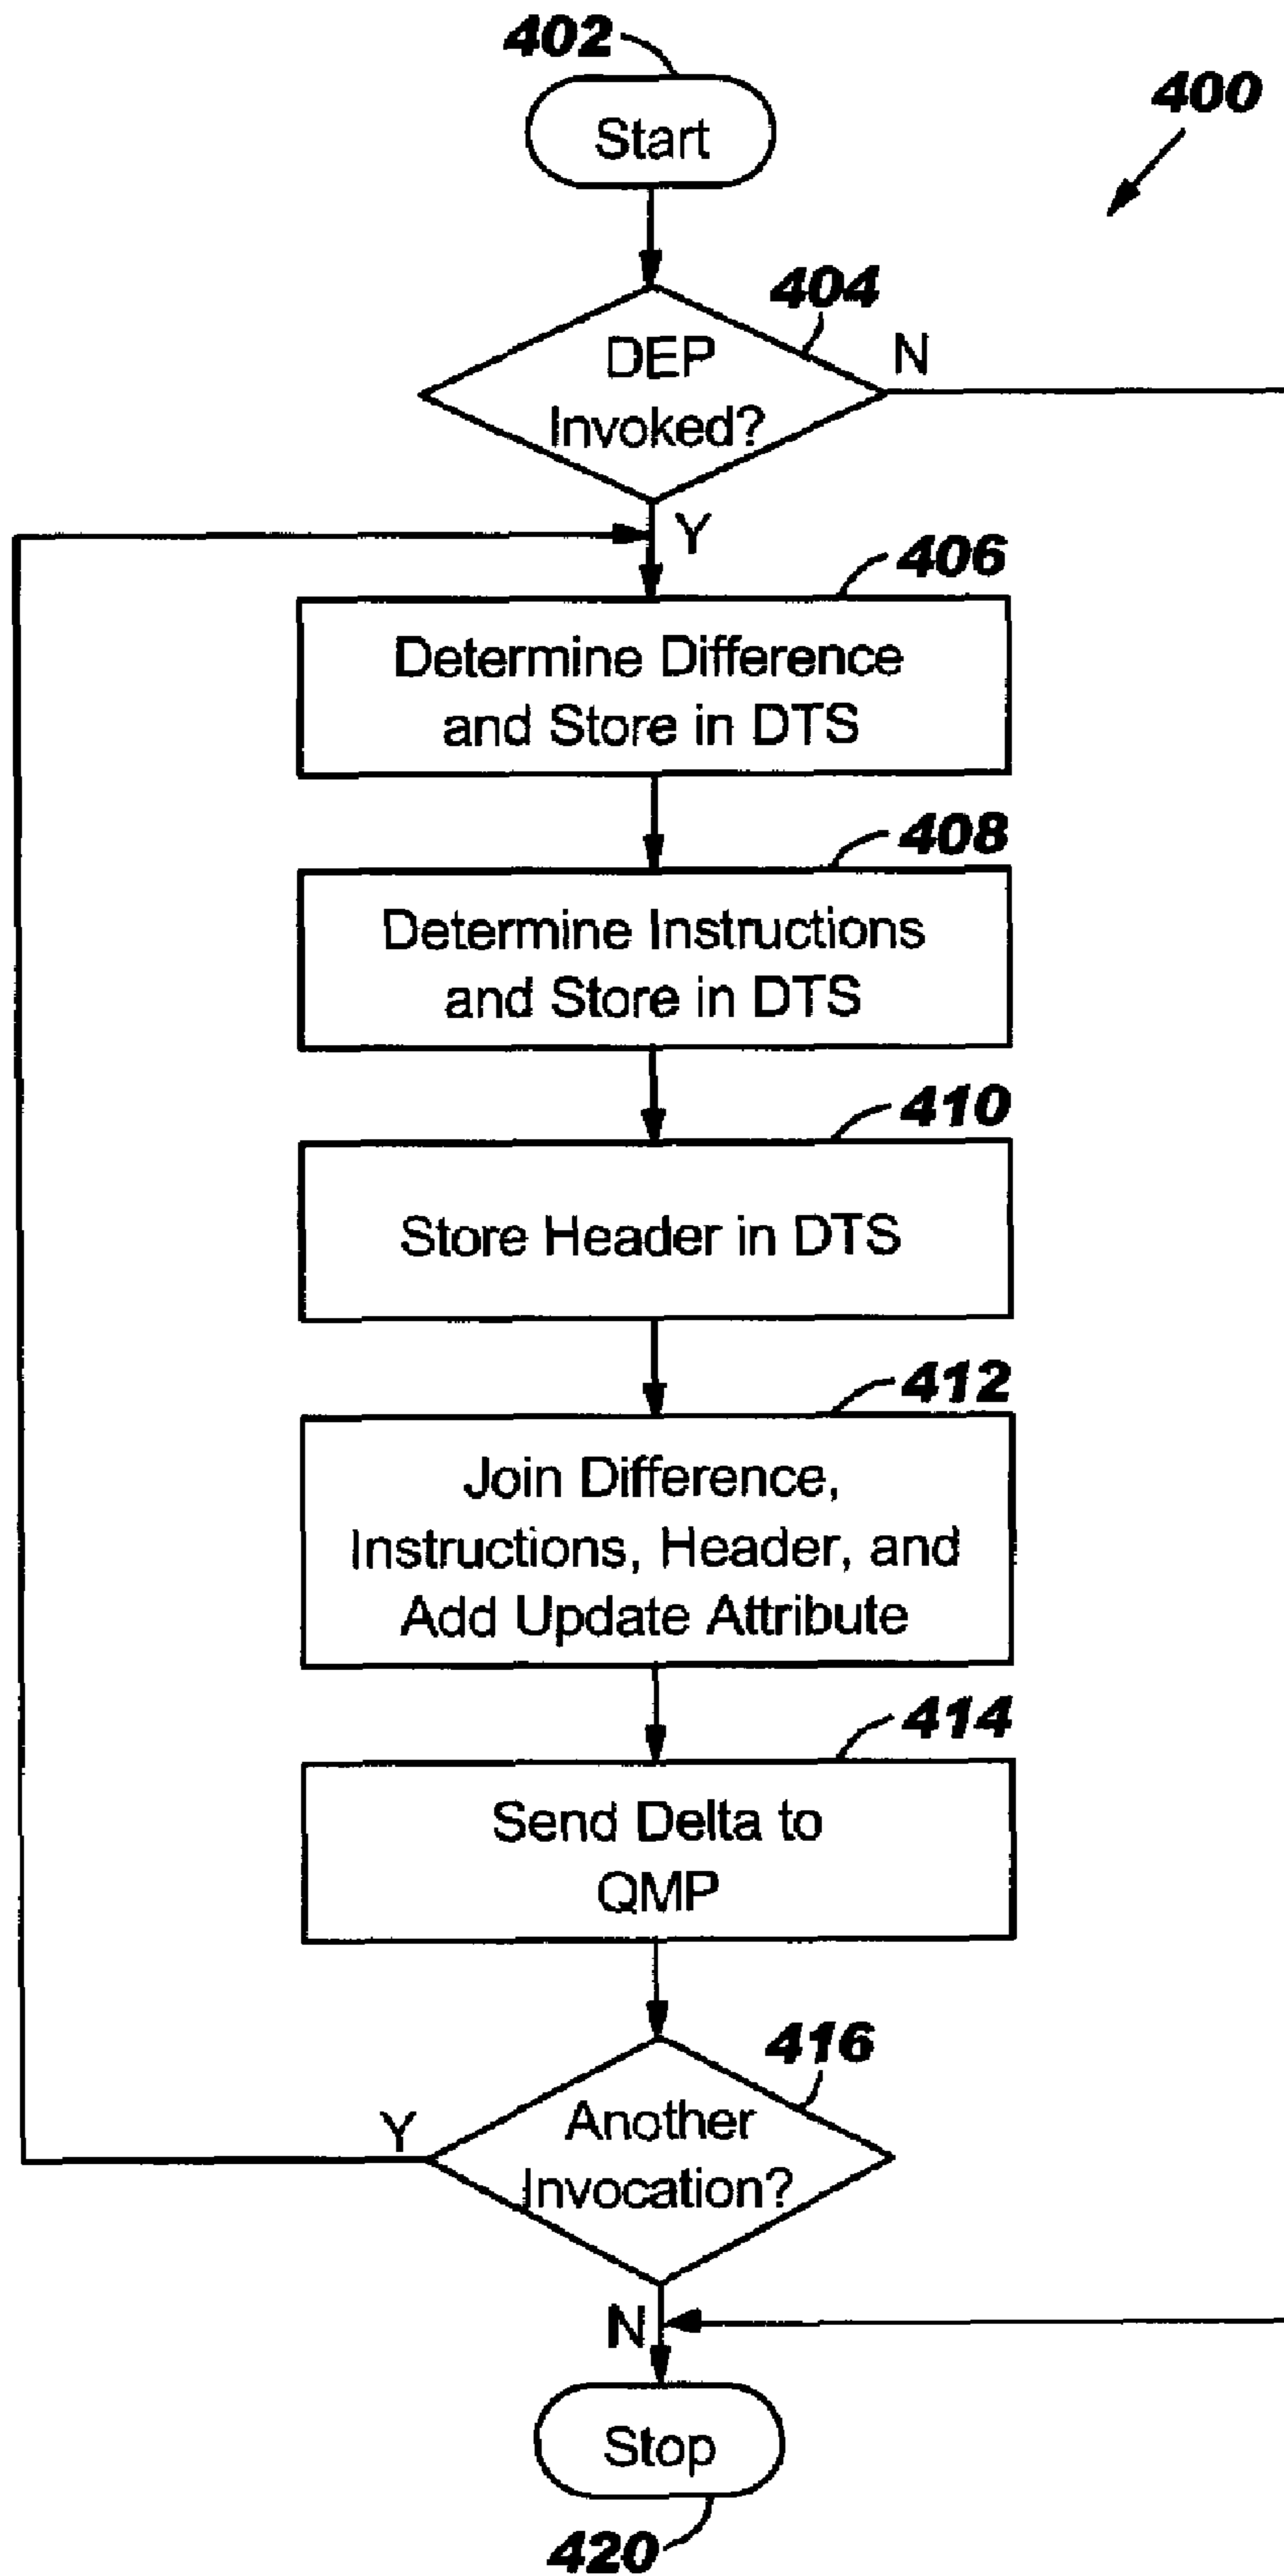 402
Start
400
404
DEP
Invoked?
N
Y
406
Determine Difference
and Store in DTS
408
Determine Instructions
and Store in DTS
410
Store Header in DTS
412
Join Difference,
Instructions, Header, and
Add Update Attribute
414
Send Delta to
QMP
416
Another
Invocation?
Y
N
Stop
420